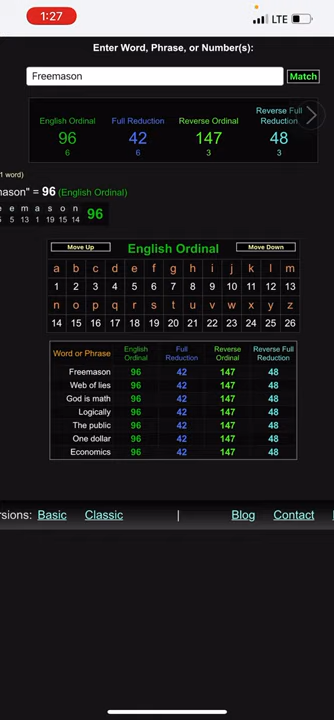 1:27 LTE
Enter Word, Phrase, or Number(s):
Freemason Match
English Ordinal Full Reduction Reverse Ordinal Reverse Full Reduction
96 42 147 48
6 6 3 3
1 word)
mason" = 96 (English Ordinal)
e e m a s o n 96
5 5 13 1 19 15 14
Move Up English Ordinal Move Down
a b c d e f g h i j k l m
1 2 3 4 5 6 7 8 9 10 11 12 13
n o p q r s t u v w x y z
14 15 16 17 18 19 20 21 22 23 24 25 26
Word or Phrase English Ordinal Full Reduction Reverse Ordinal Reverse Full Reduction
Freemason 96 42 147 48
Web of lies 96 42 147 48
God is math 96 42 147 48
Logically 96 42 147 48
The public 96 42 147 48
One dollar 96 42 147 48
Economics 96 42 147 48
rsions: Basic Classic | Blog Contact